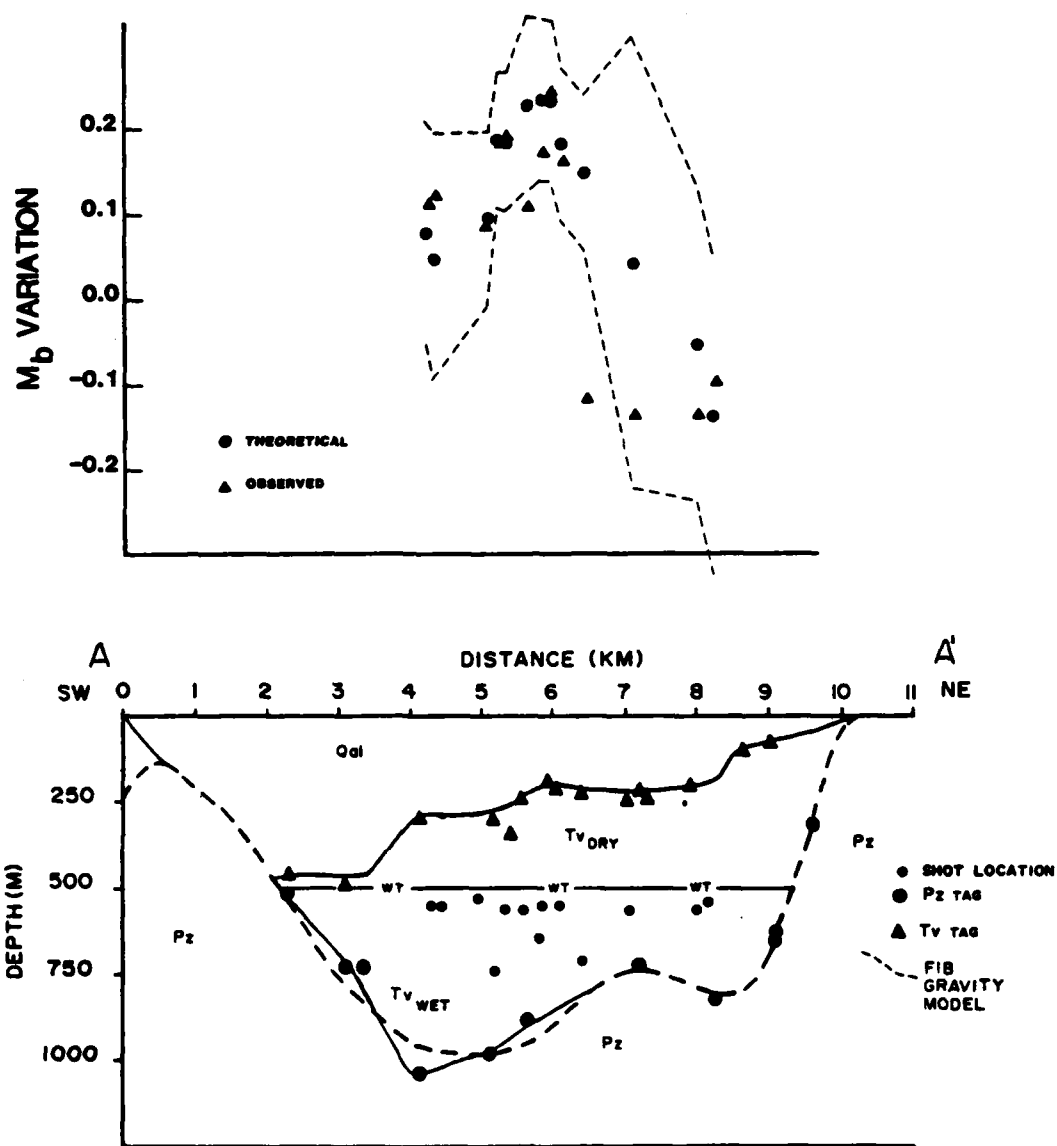 0.2
0.1
0.0
-0.1
-0.2
Mb VARIATION
THEORETICAL
OBSERVED
A
DISTANCE (KM)
A'
SW 0 1 2 3 4 5 6 7 8 9 10 11 NE
Qal
250
TvDRY
Pz
500
WT WT WT
SHOT LOCATION
Pz TAG
Tv TAG
Pz
DEPTH (M)
FIB
GRAVITY
MODEL
750
TvWET
Pz
1000